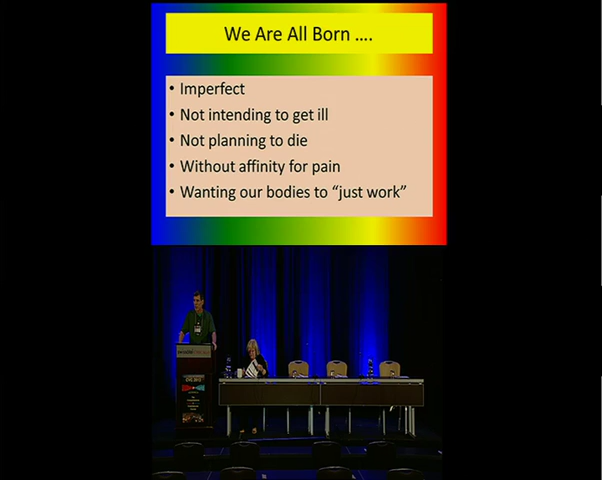 We Are All Born ....
• Imperfect
• Not intending to get ill
• Not planning to die
• Without affinity for pain
• Wanting our bodies to “just work”